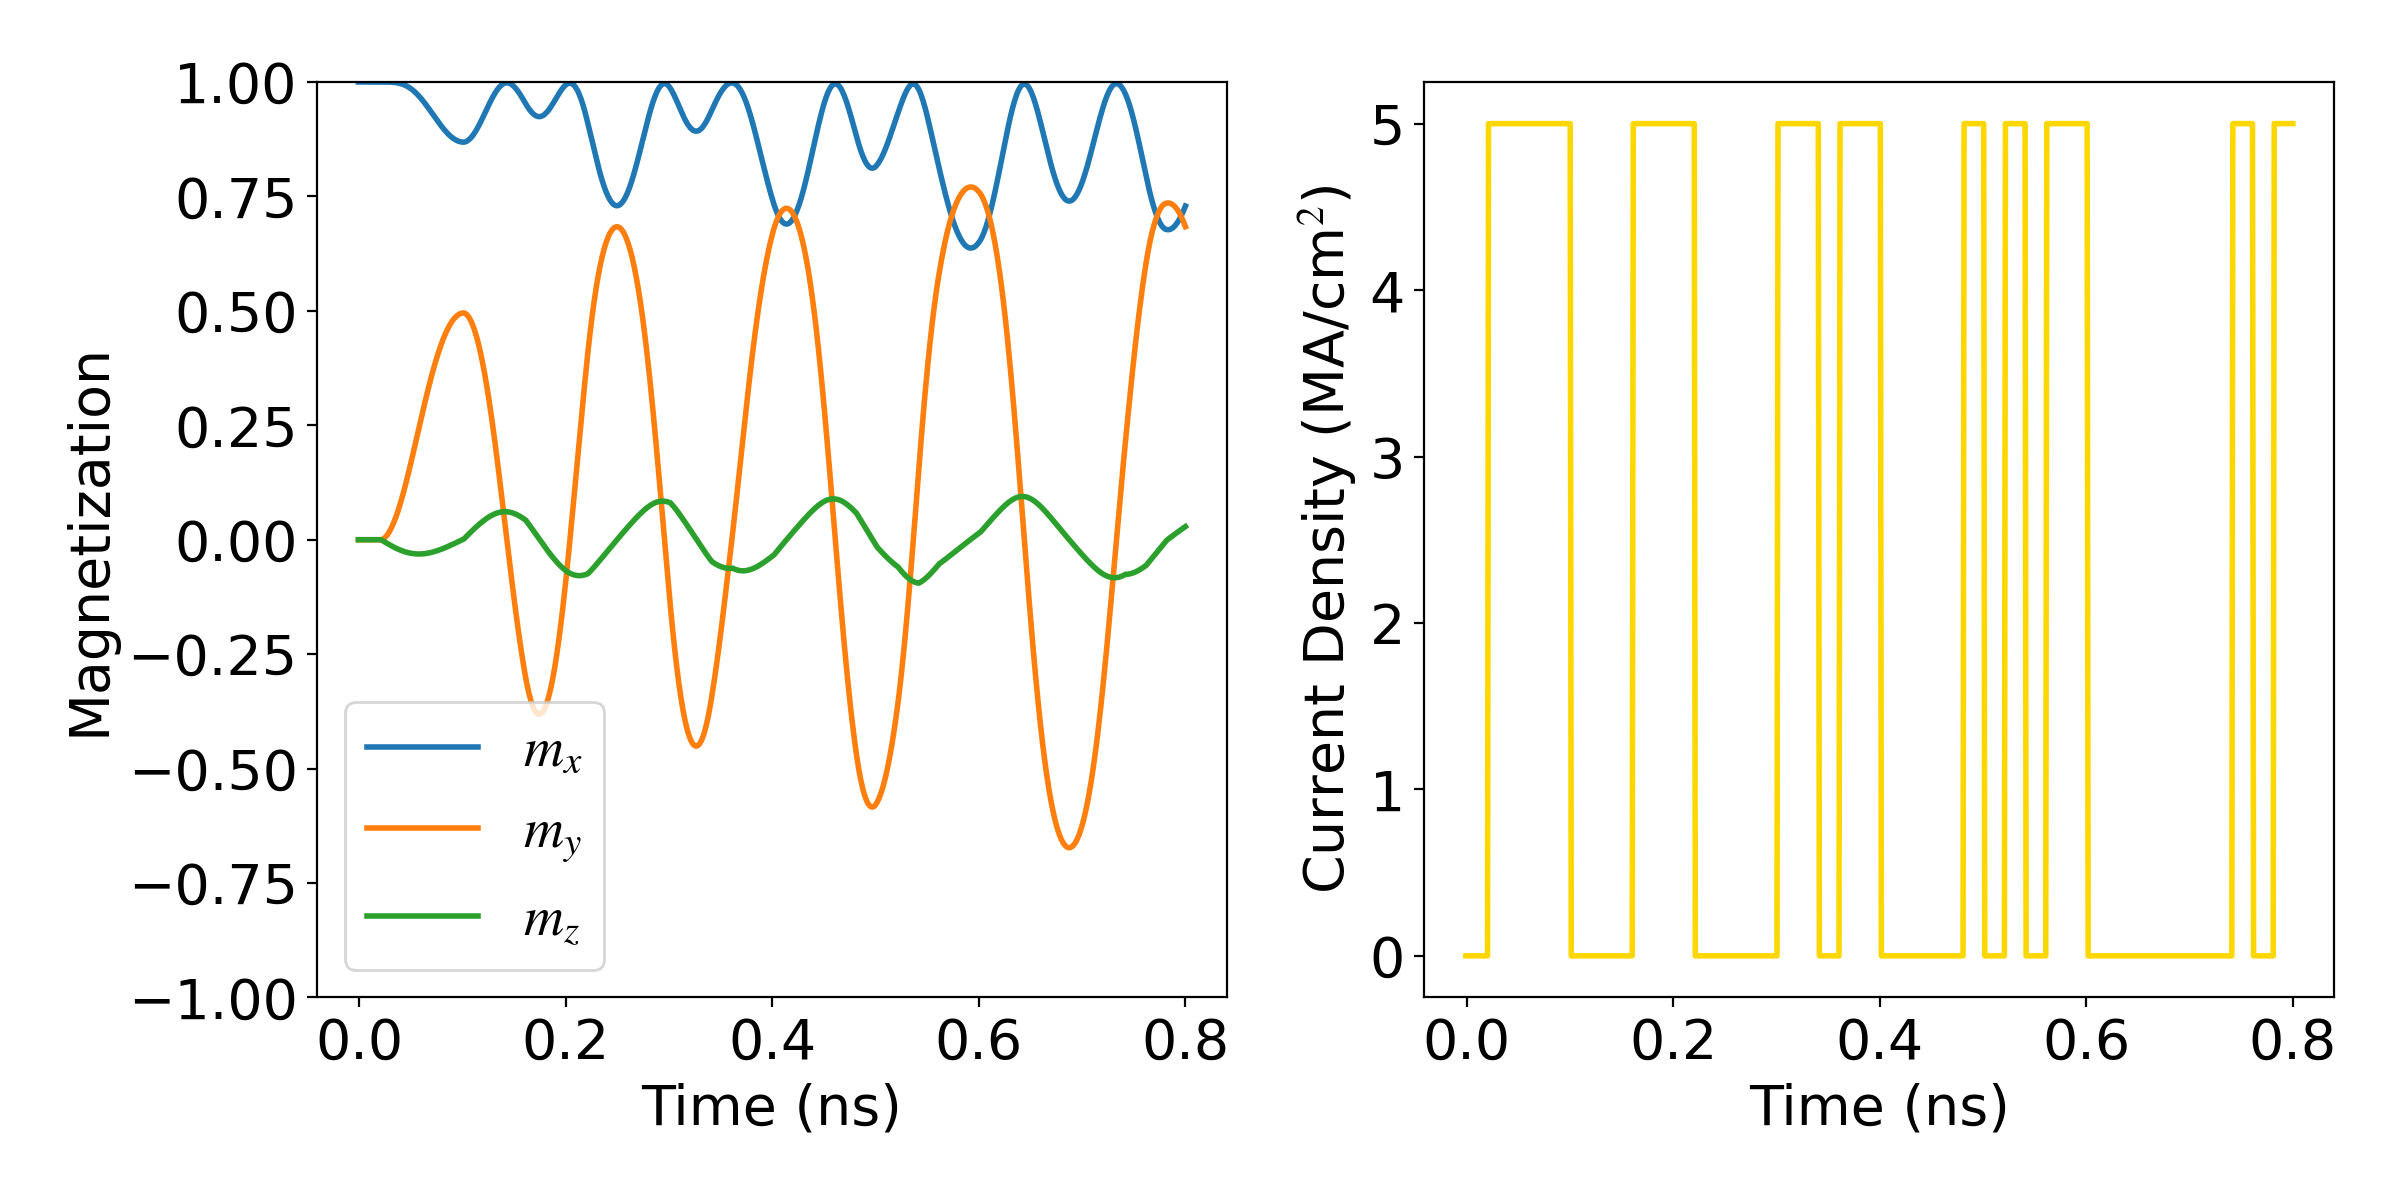 1.00
0.75
0.50
0.25
0.00
−0.25
−0.50
−0.75
−1.00
Magnetization
m_x
m_y
m_z
0.0 0.2 0.4 0.6 0.8
Time (ns)
5
4
3
2
1
0
Current Density (MA/cm²)
0.0 0.2 0.4 0.6 0.8
Time (ns)